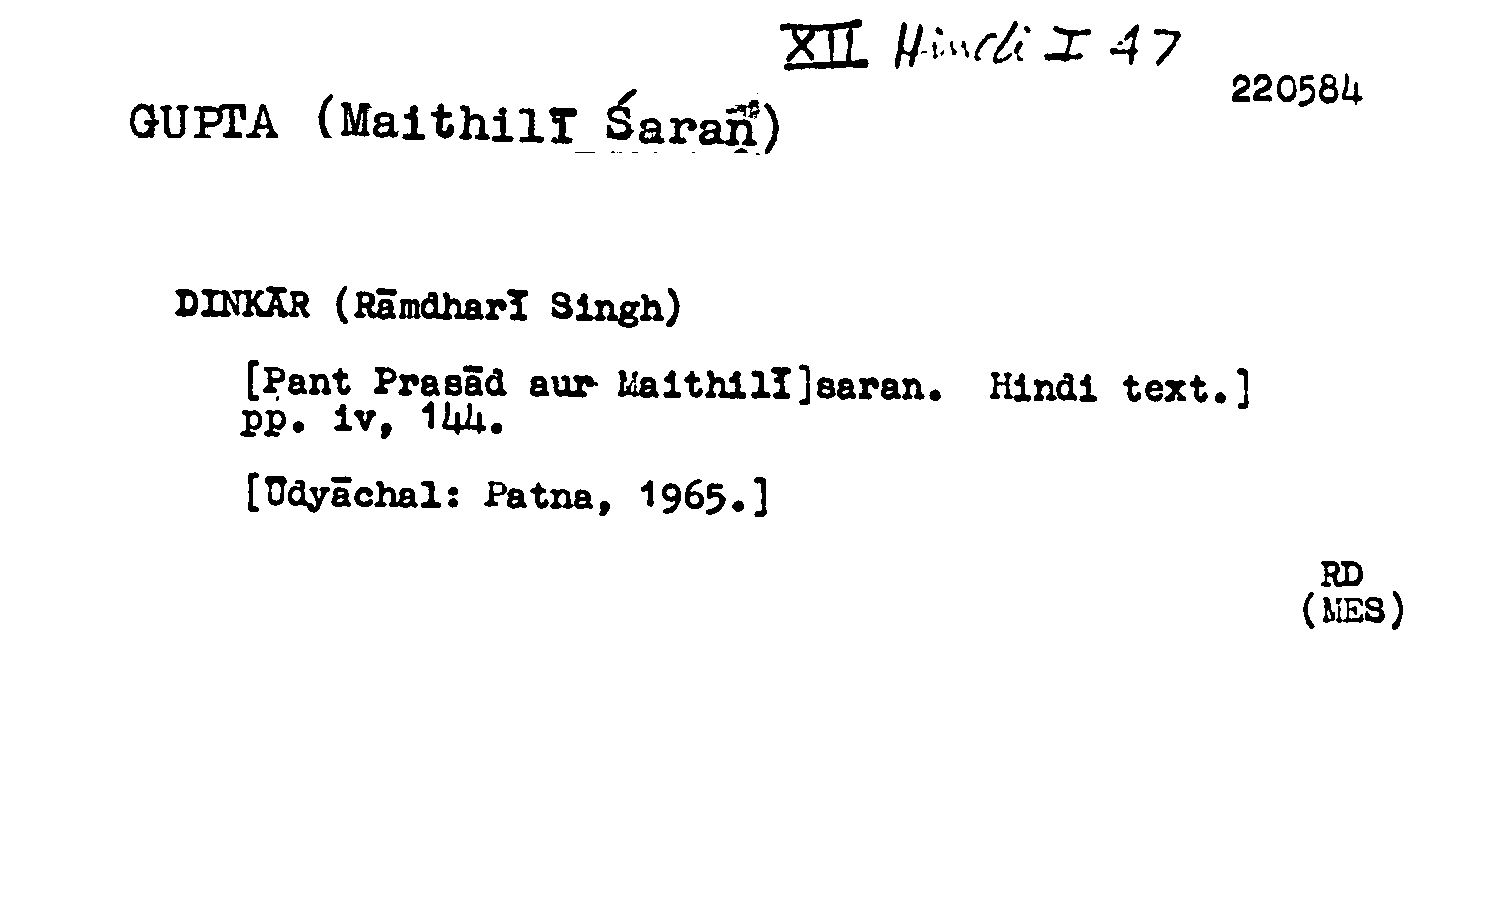 XII Hindi I 47
220584
GUPTA (Maithilī Śaran̄)
DINKĀR (Rāmdharī Singh)
[Pant Prasād aur Maithilī]saran. Hindi text.]
pp. iv, 144.
[Ūdyāchal: Patna, 1965.]
RD
(MES)